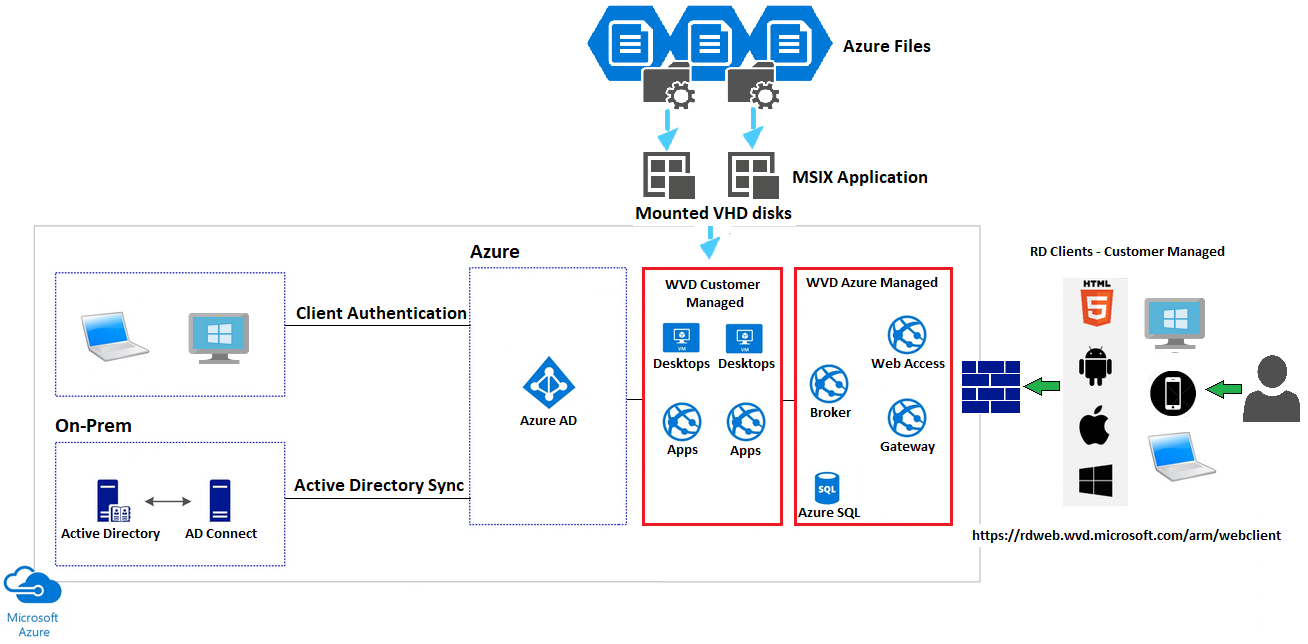 Azure Files
MSIX Application
Mounted VHD disks
Azure
RD Clients - Customer Managed
WVD Customer
Managed
WVD Azure Managed
HTML
5
Client Authentication
VM
VM
Desktops
Desktops
Web Access
Azure AD
Broker
Apps
Apps
Gateway
On-Prem
Active Directory Sync
SQL
Azure SQL
Active Directory
AD Connect
https://rdweb.wvd.microsoft.com/arm/webclient
Microsoft
Azure